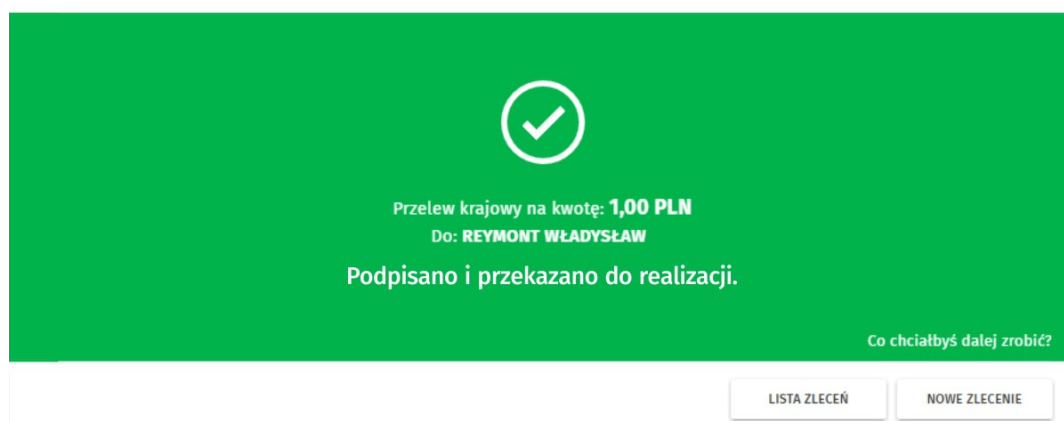 Przelew krajowy na kwotę: 1,00 PLN
Do: REYMONT WŁADYSŁAW
Podpisano i przekazano do realizacji.
Co chciałbyś dalej zrobić?
LISTA ZLECEŃ
NOWE ZLECENIE